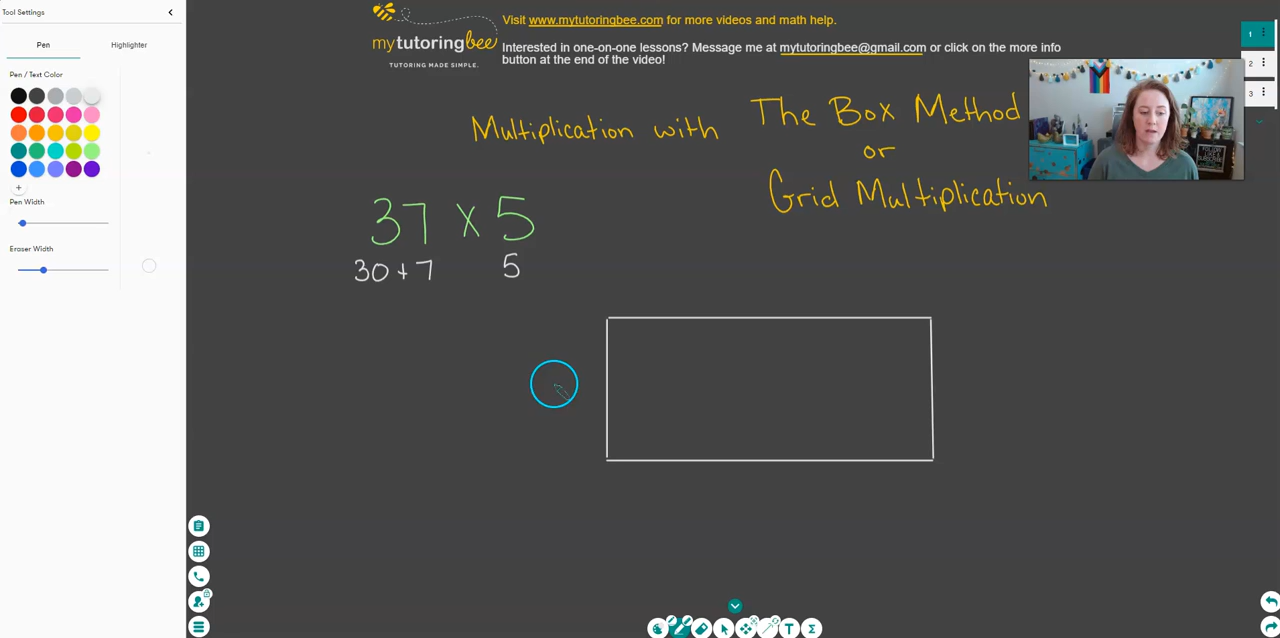 Tool Settings
Pen
Highlighter
Pen / Text Color
+
Pen Width
Eraser Width
mytutoringbee
TUTORING MADE SIMPLE.
Visit www.mytutoringbee.com for more videos and math help.
Interested in one-on-one lessons? Message me at mytutoringbee@gmail.com or click on the more info
button at the end of the video!
1
2
3
Multiplication with
The Box Method
or
Grid Multiplication
37 x 5
30 + 7 5
T Σ